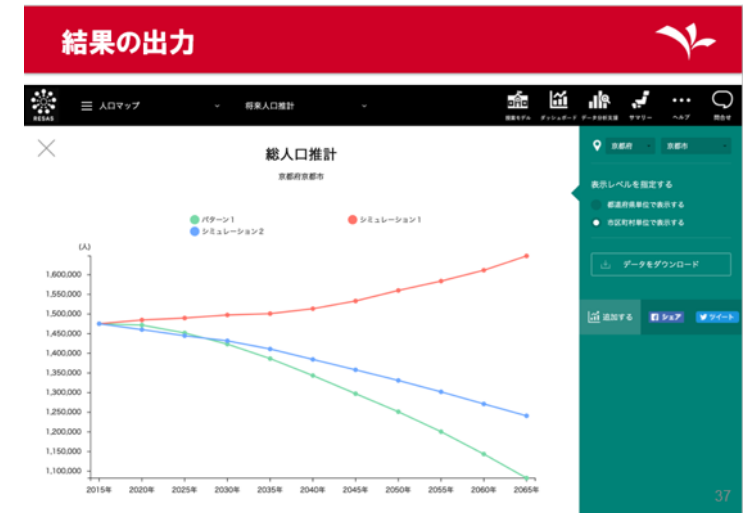 結果の出力
RESAS
人口マップ
将来人口推計
授業モデル
ダッシュボード
データ分析支援
サマリー
ヘルプ
問合せ
総人口推計
京都府京都市
パターン1
シミュレーション1
シミュレーション2
(人)
1,600,000
1,550,000
1,500,000
1,450,000
1,400,000
1,350,000
1,300,000
1,250,000
1,200,000
1,150,000
1,100,000
2015年 2020年 2025年 2030年 2035年 2040年 2045年 2050年 2055年 2060年 2065年
京都府 京都市
表示レベルを指定する
都道府県単位で表示する
市区町村単位で表示する
データをダウンロード
追加する
シェア
ツイート
37